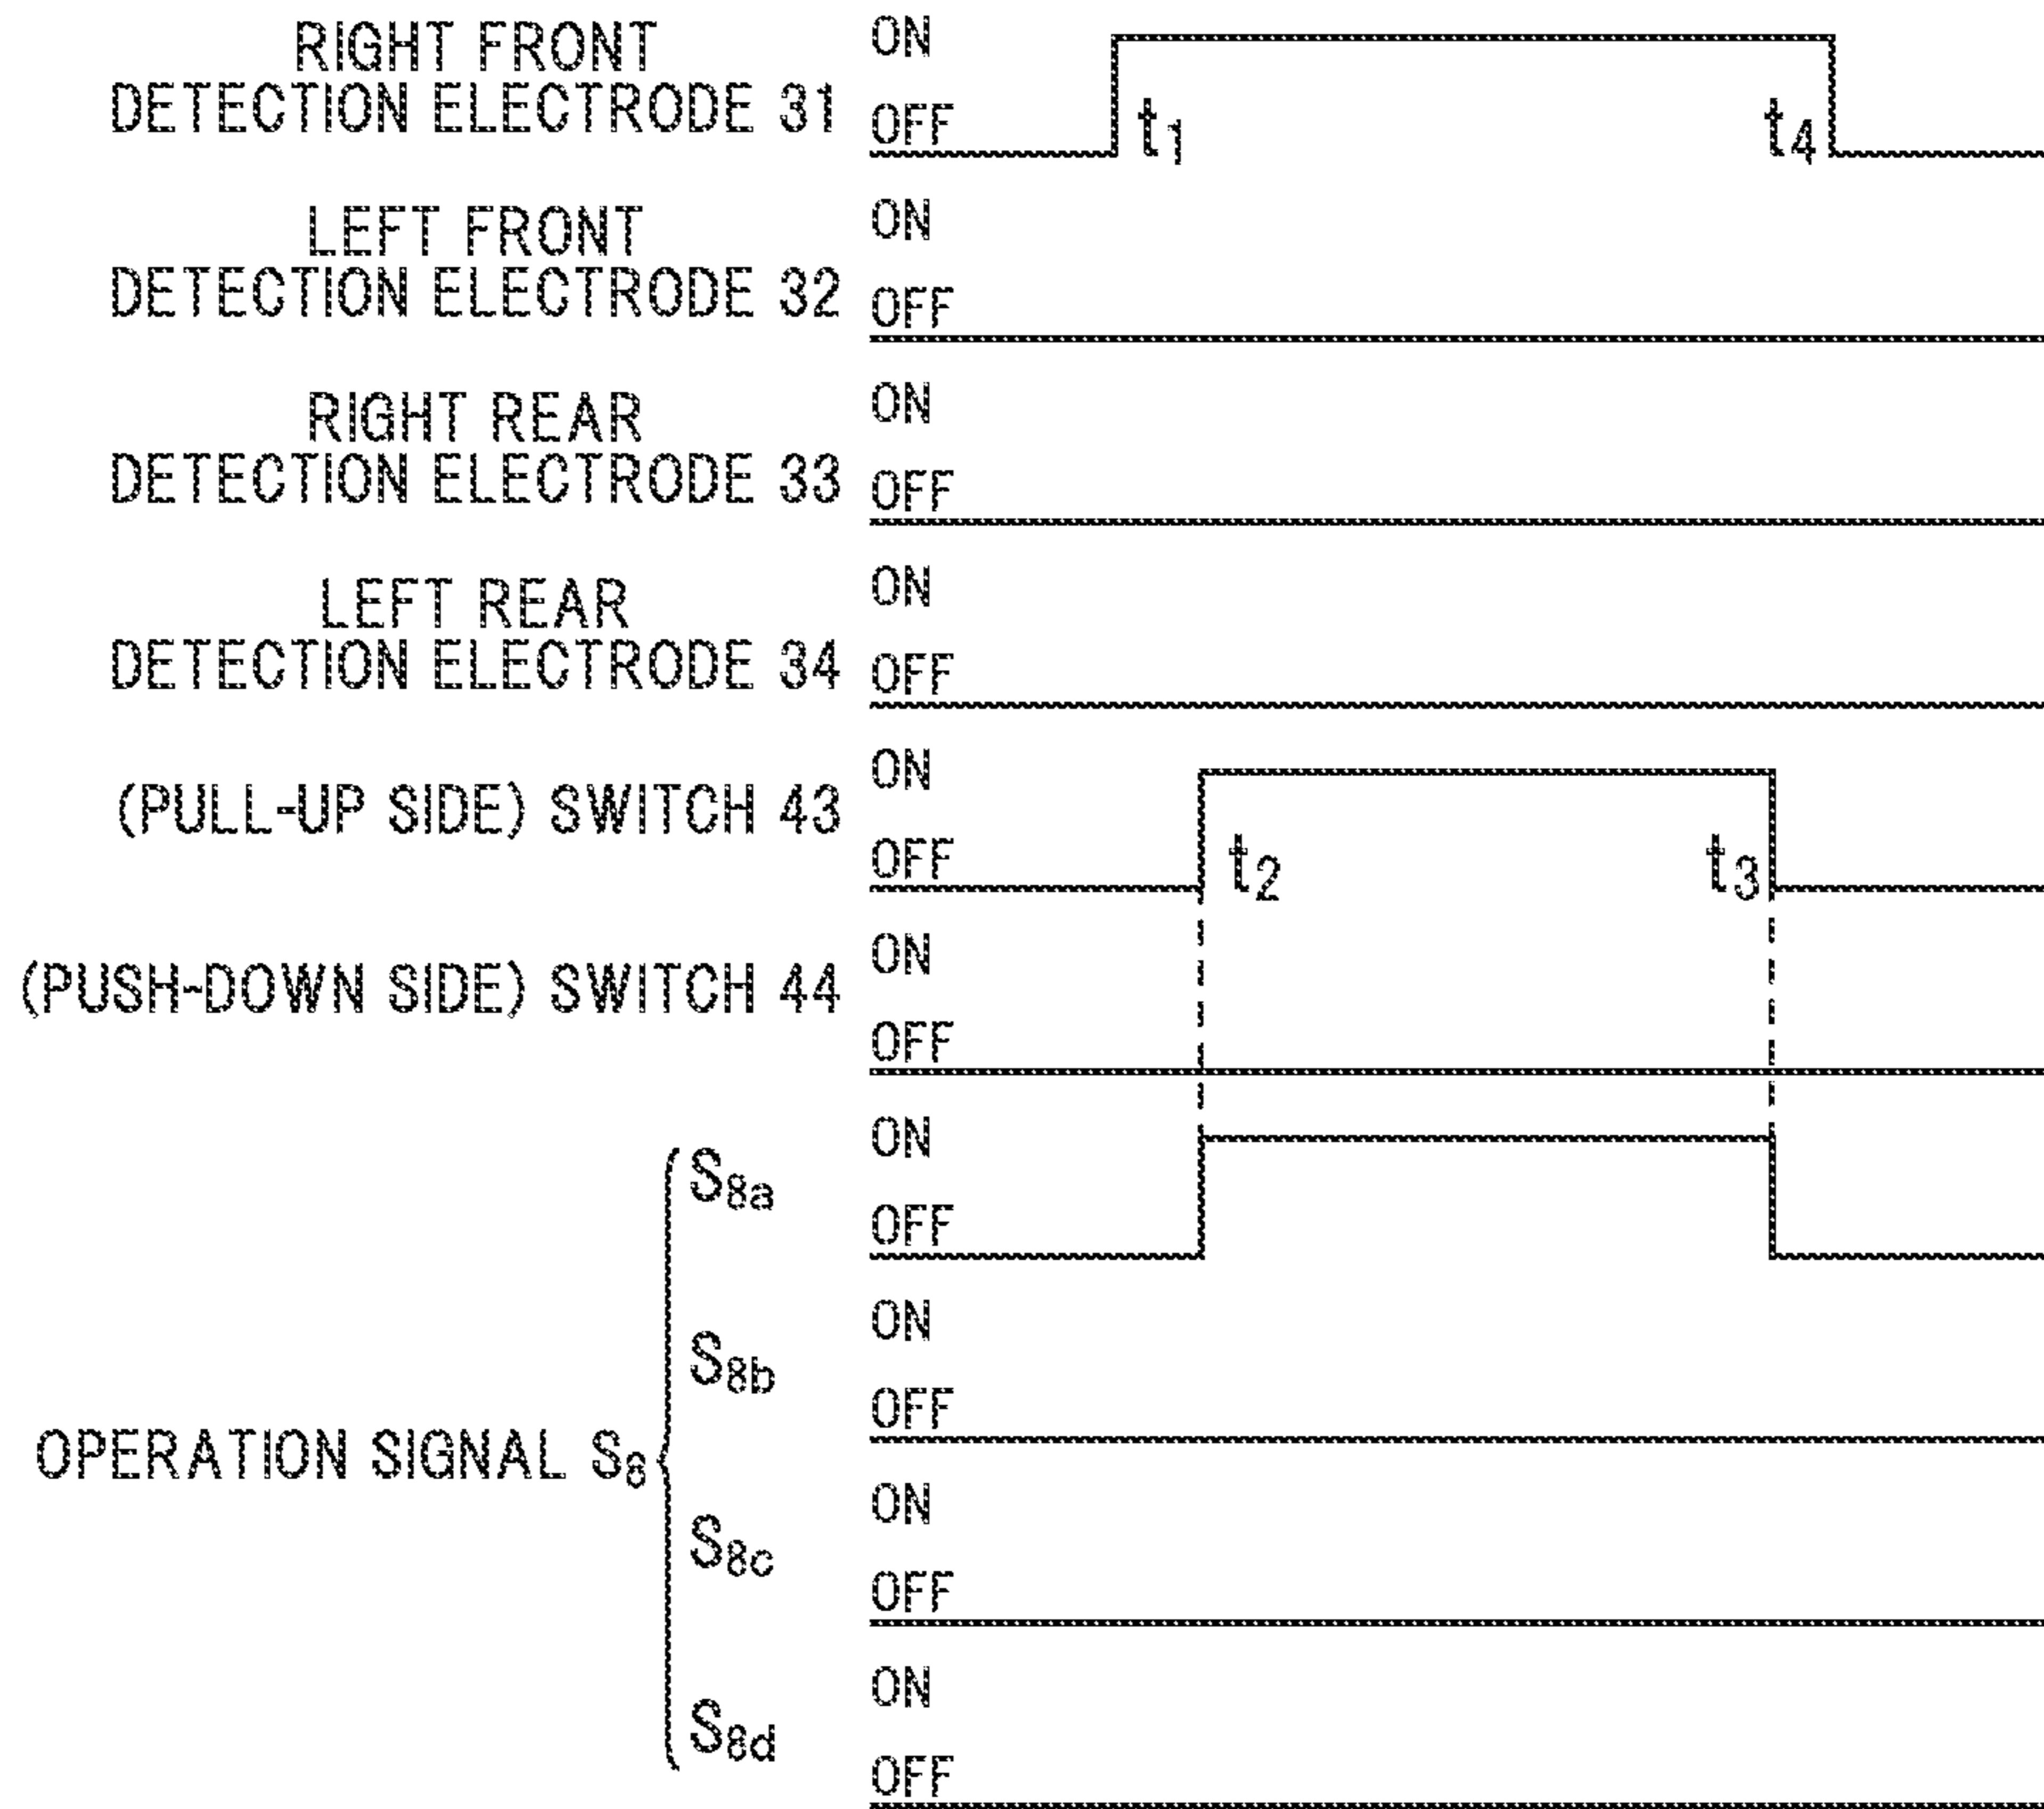 RIGHT FRONT
DETECTION ELECTRODE 31
ON
OFF
t1
t4
LEFT FRONT
DETECTION ELECTRODE 32
ON
OFF
RIGHT REAR
DETECTION ELECTRODE 33
ON
OFF
LEFT REAR
DETECTION ELECTRODE 34
ON
OFF
(PULL-UP SIDE) SWITCH 43
ON
OFF
t2
t3
(PUSH-DOWN SIDE) SWITCH 44
ON
OFF
OPERATION SIGNAL S8
S8a
ON
OFF
S8b
ON
OFF
S8c
ON
OFF
S8d
ON
OFF